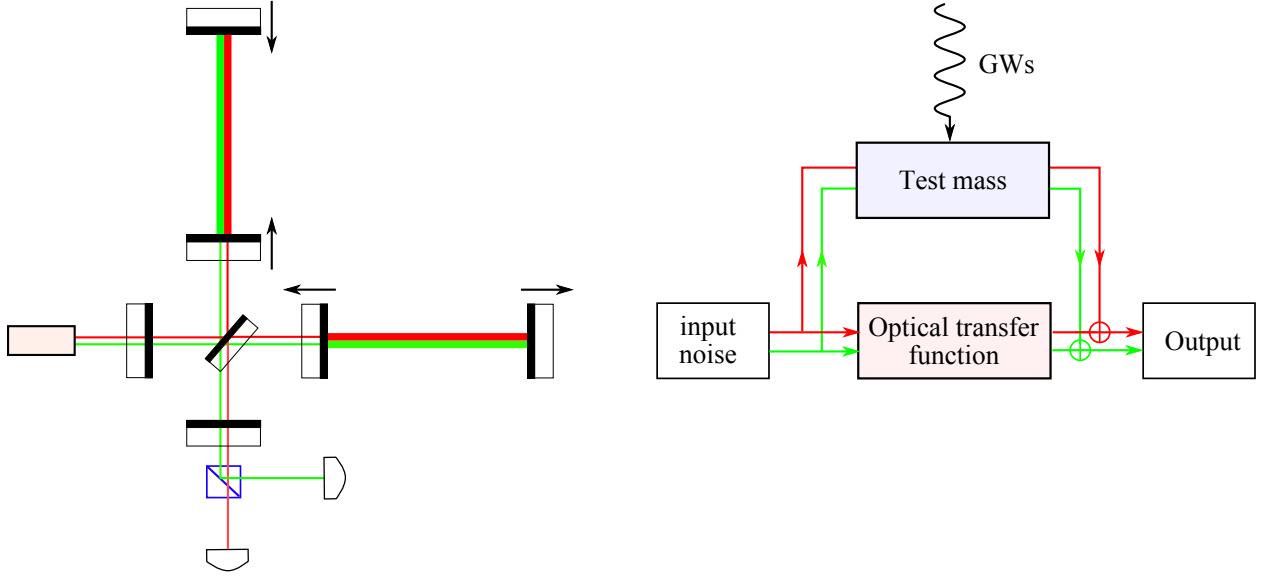 GWs
Test mass
input
noise
Optical transfer
function
Output